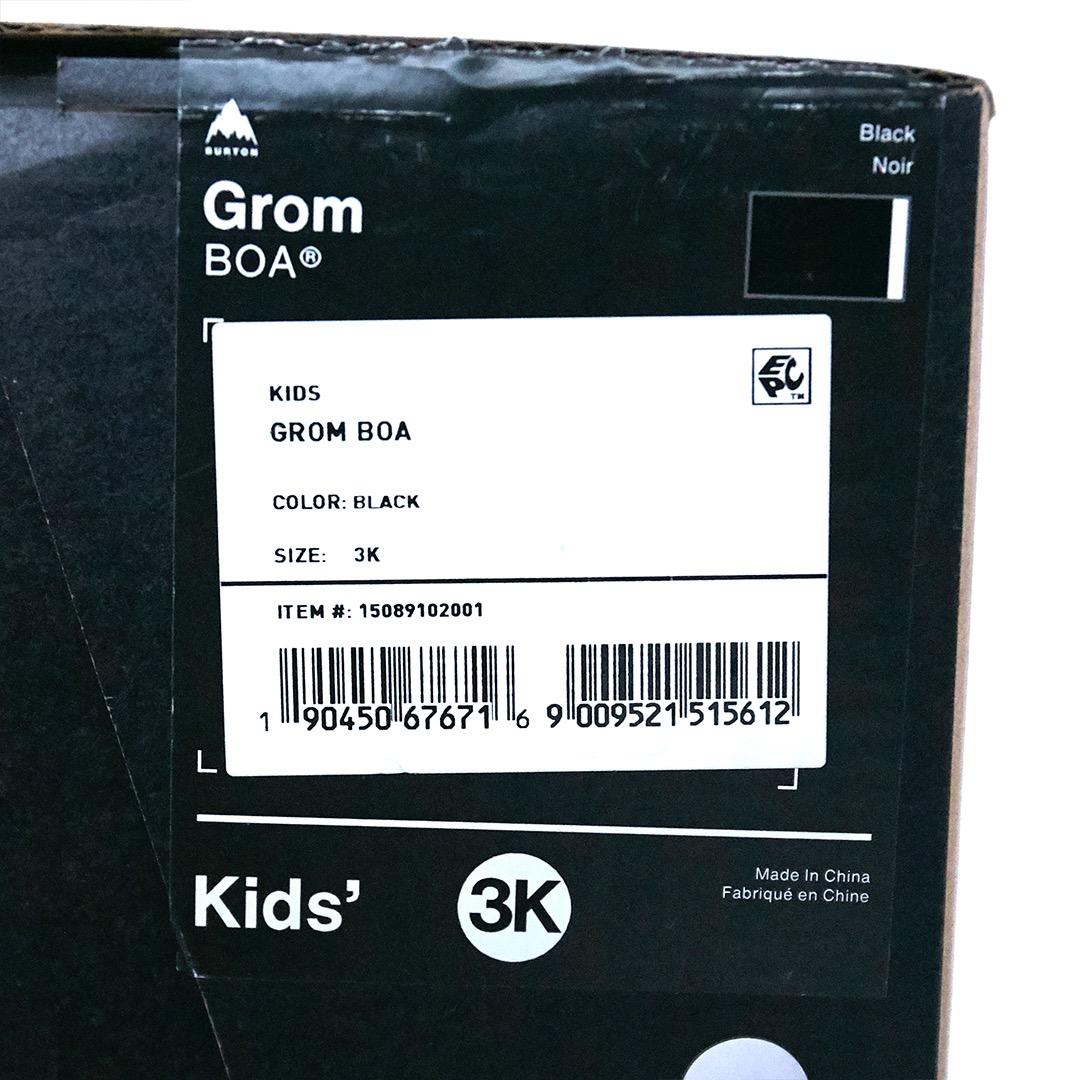 BURTON
Grom
BOA®
Black
Noir
EPC™
KIDS
GROM BOA
COLOR: BLACK
SIZE: 3K
ITEM #: 15089102001
1 90450 67671 6
9 009521 515612
Kids’
3K
Made In China
Fabriqué en Chine